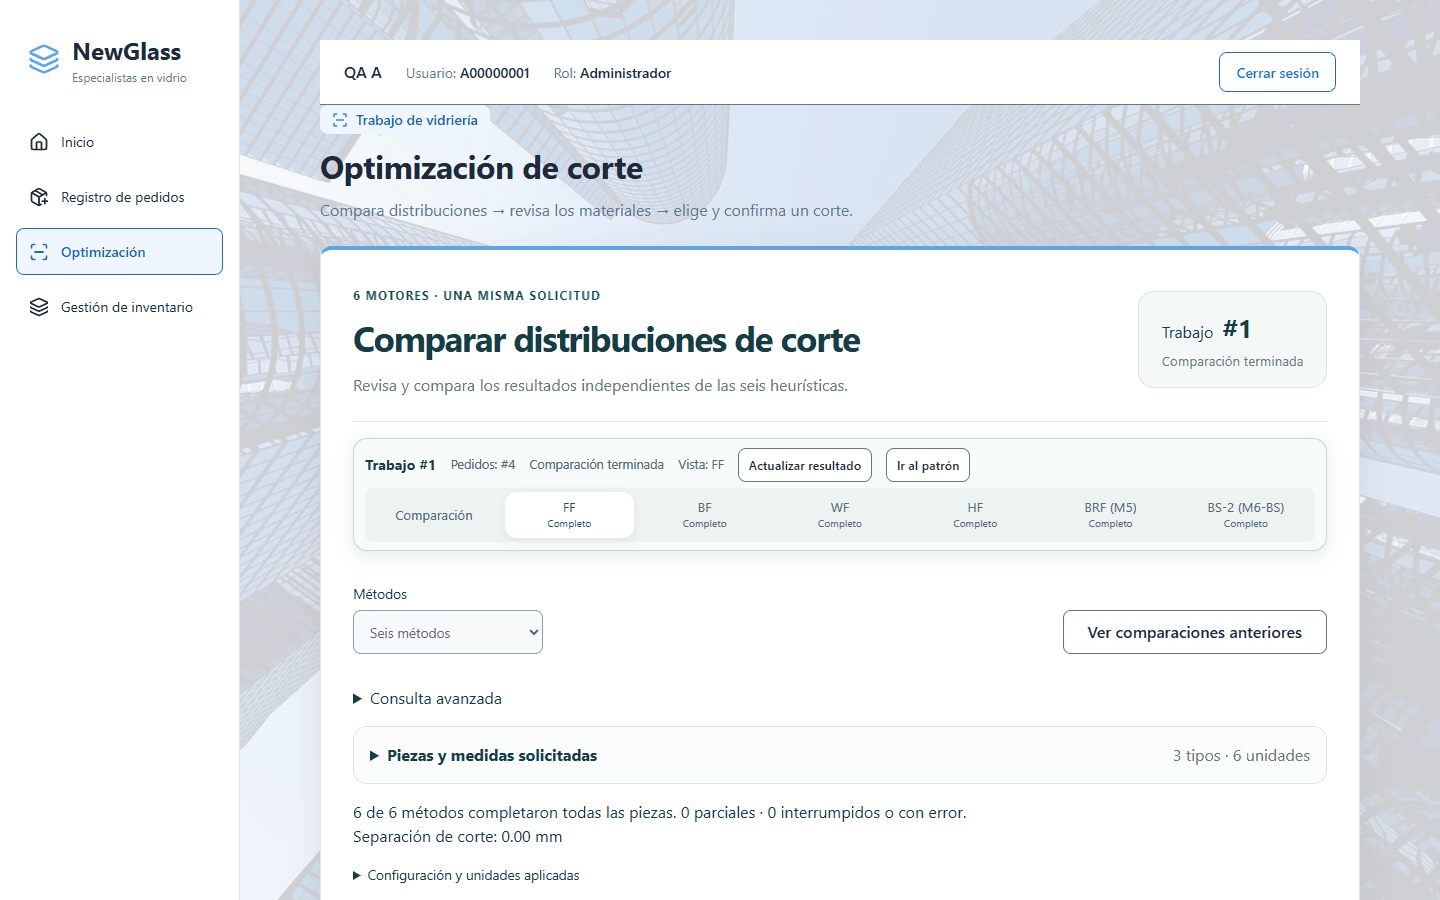 NewGlass
Especialistas en vidrio
Inicio
Registro de pedidos
Optimización
Gestión de inventario
QA A
Usuario: A00000001
Rol: Administrador
Cerrar sesión
Trabajo de vidriería
Optimización de corte
Compara distribuciones → revisa los materiales → elige y confirma un corte.
6 MOTORES · UNA MISMA SOLICITUD
Comparar distribuciones de corte
Revisa y compara los resultados independientes de las seis heurísticas.
Trabajo #1
Comparación terminada
Trabajo #1
Pedidos: #4
Comparación terminada
Vista: FF
Actualizar resultado
Ir al patrón
Comparación
FF
Completo
BF
Completo
WF
Completo
HF
Completo
BRF (M5)
Completo
BS-2 (M6-BS)
Completo
Métodos
Seis métodos
Ver comparaciones anteriores
Consulta avanzada
Piezas y medidas solicitadas
3 tipos · 6 unidades
6 de 6 métodos completaron todas las piezas. 0 parciales · 0 interrumpidos o con error.
Separación de corte: 0.00 mm
Configuración y unidades aplicadas